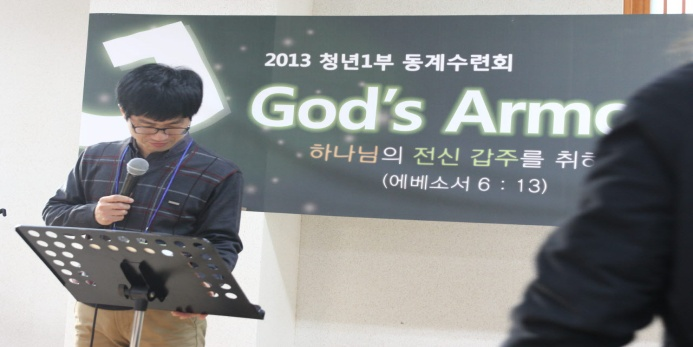 2013 청년1부 동계수련회
God's Armo
하나님의 전신 갑주를 취하
(에베소서 6 : 13)